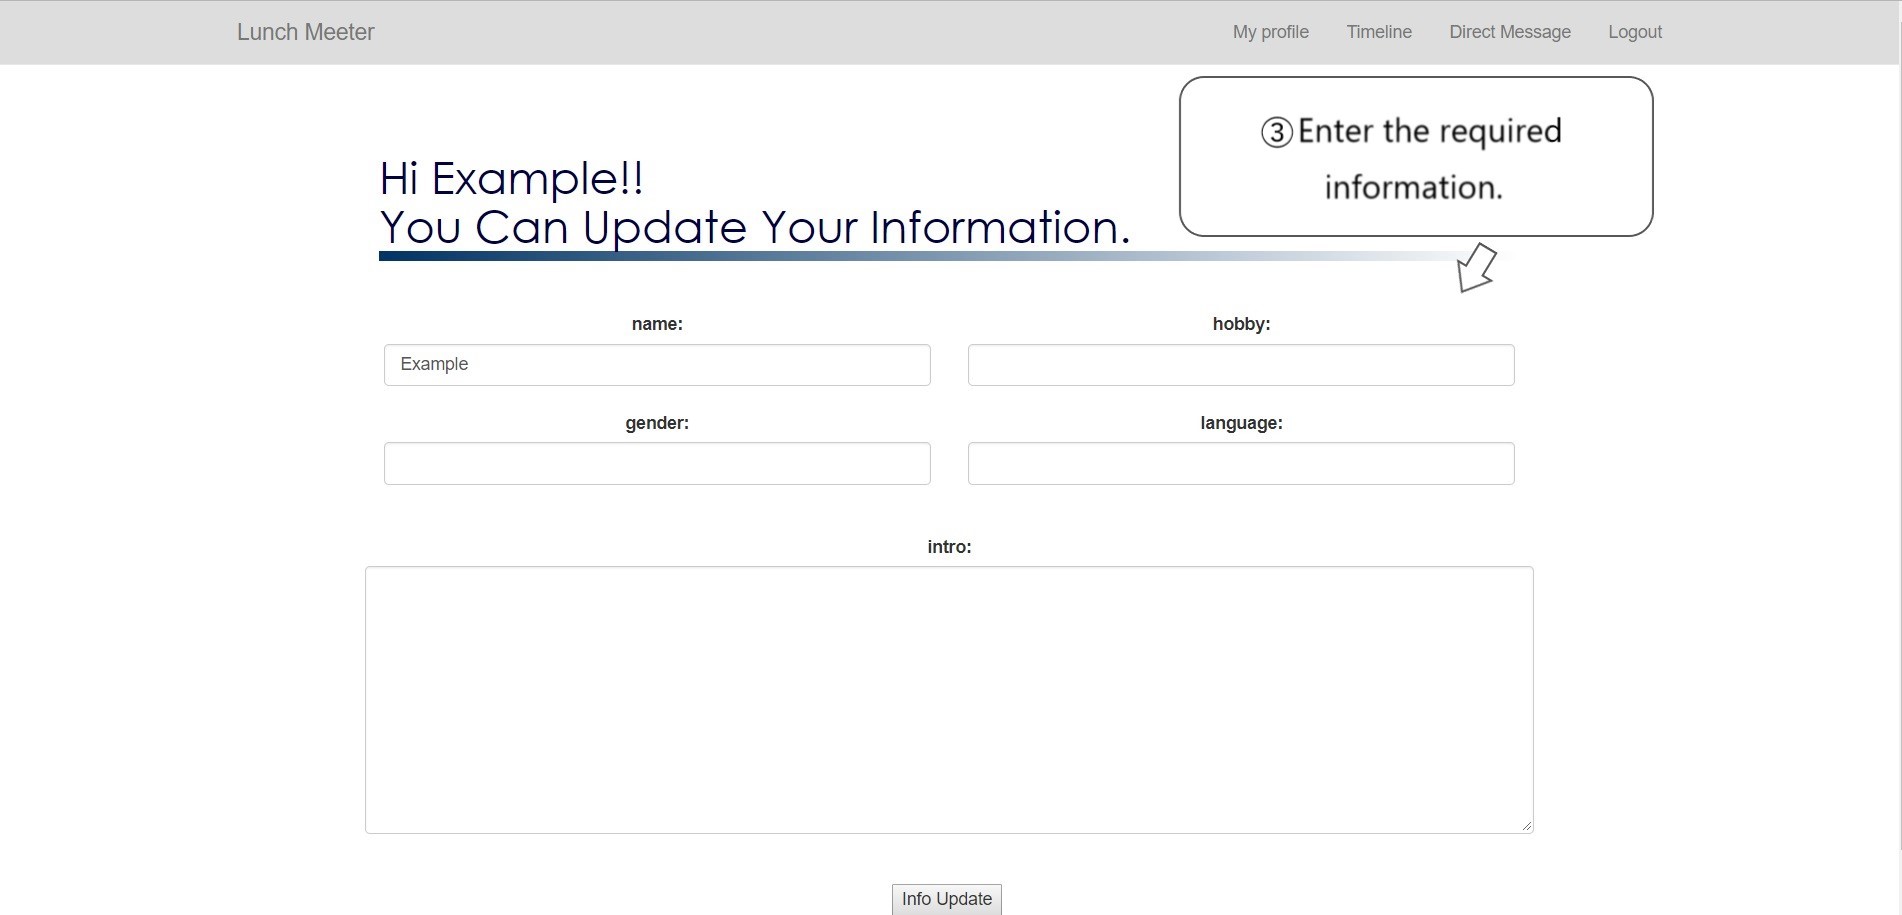 Lunch Meeter
My profile
Timeline
Direct Message
Logout
③Enter the required
information.
Hi Example!!
You Can Update Your Information.
name:
hobby:
Example
gender:
language:
intro:
Info Update